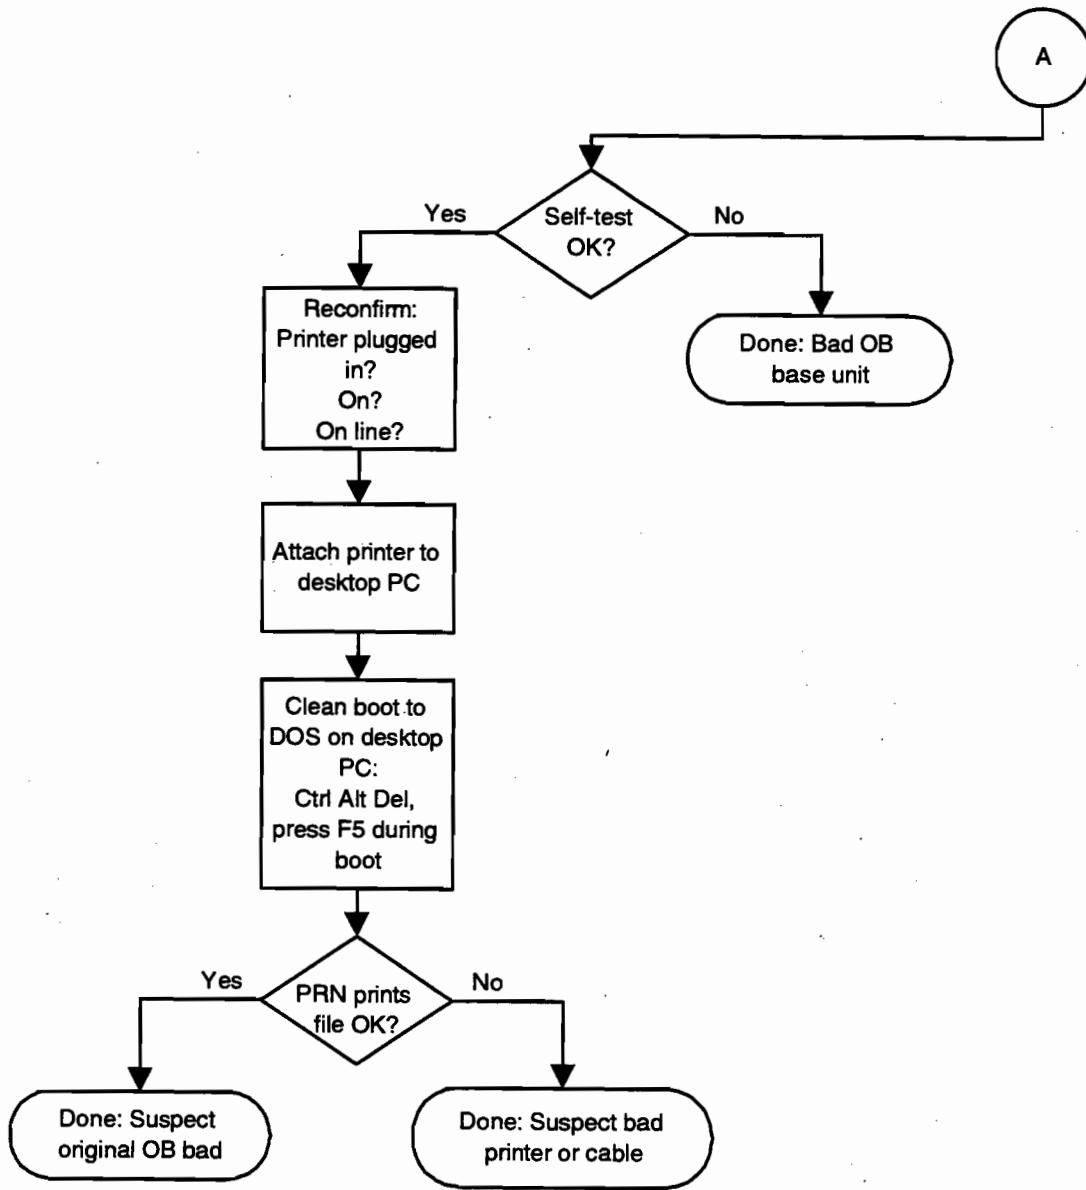 A
Self-test
OK?
Yes
No
Reconfirm:
Printer plugged
in?
On?
On line?
Done: Bad OB
base unit
Attach printer to
desktop PC
Clean boot to
DOS on desktop
PC:
Ctrl Alt Del,
press F5 during
boot
PRN prints
file OK?
Yes
No
Done: Suspect
original OB bad
Done: Suspect bad
printer or cable